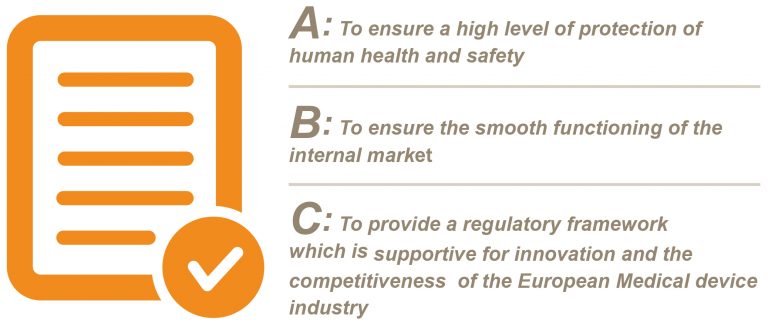 A: To ensure a high level of protection of
human health and safety
B: To ensure the smooth functioning of the
internal market
C: To provide a regulatory framework
which is supportive for innovation and the
competitiveness of the European Medical device
industry